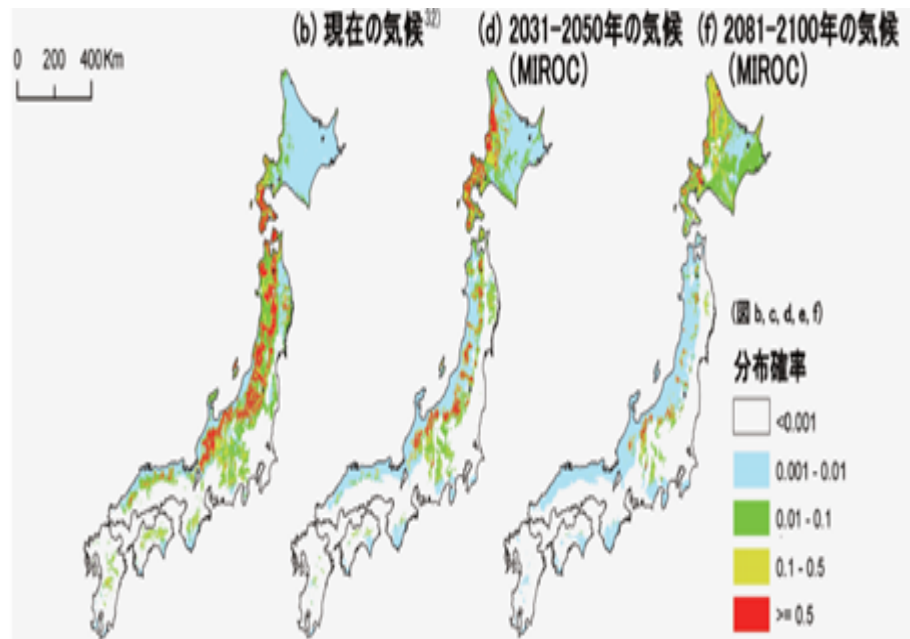 (b) 現在の気候32)
(d) 2031-2050年の気候
(MIROC)
(f) 2081-2100年の気候
(MIROC)
0 200 400Km
(図 b, c, d, e, f)
分布確率
<0.001
0.001 - 0.01
0.01 - 0.1
0.1 - 0.5
>= 0.5